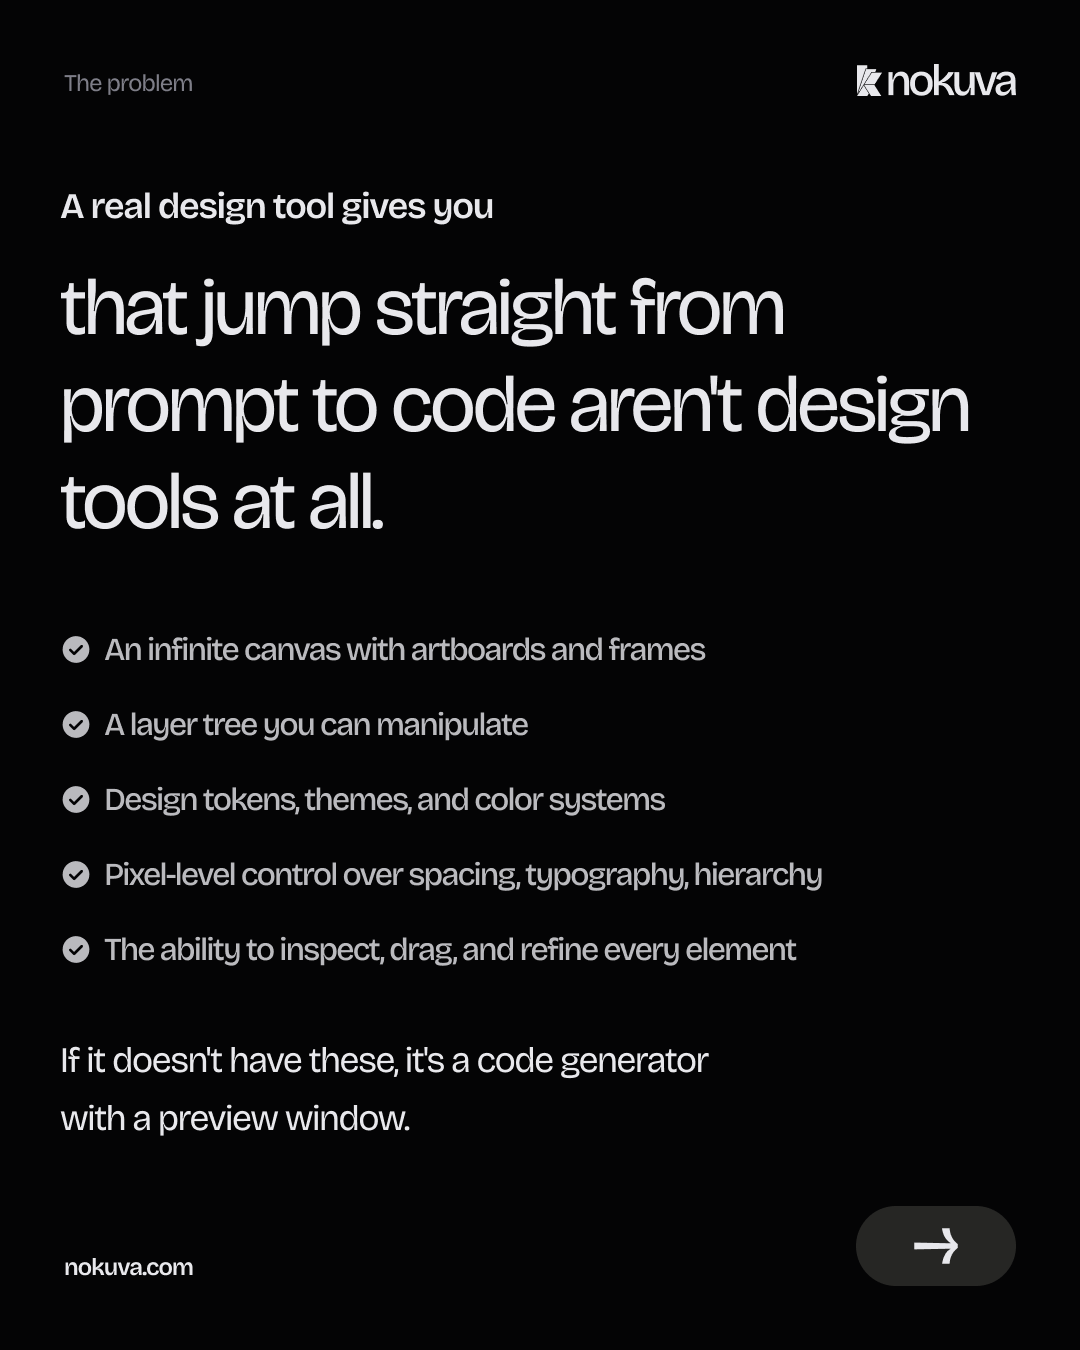 The problem
nokuva
A real design tool gives you
that jump straight from
prompt to code aren't design
tools at all.
An infinite canvas with artboards and frames
A layer tree you can manipulate
Design tokens, themes, and color systems
Pixel-level control over spacing, typography, hierarchy
The ability to inspect, drag, and refine every element
If it doesn't have these, it's a code generator
with a preview window.
nokuva.com